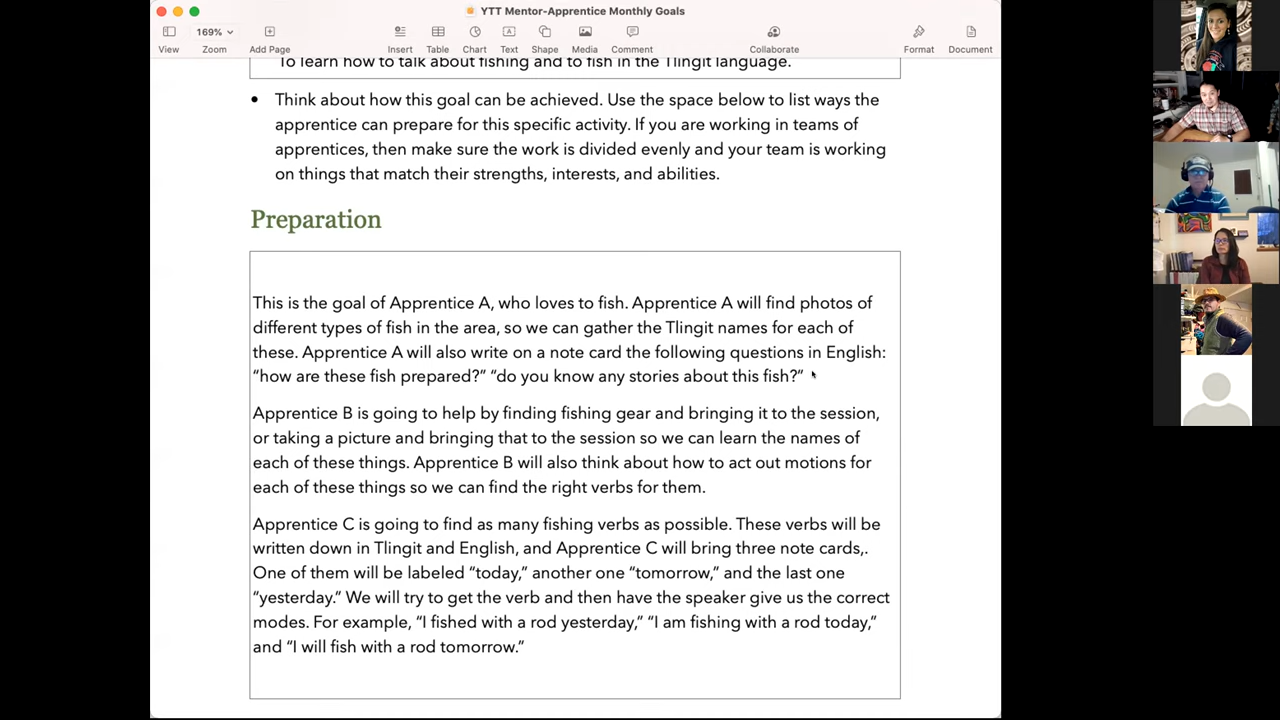 YTT Mentor-Apprentice Monthly Goals
169%
View Zoom Add Page Insert Table Chart Text Shape Media Comment Collaborate Format Document
To learn how to talk about fishing and to fish in the Tlingit language.
• Think about how this goal can be achieved. Use the space below to list ways the
apprentice can prepare for this specific activity. If you are working in teams of
apprentices, then make sure the work is divided evenly and your team is working
on things that match their strengths, interests, and abilities.
Preparation
This is the goal of Apprentice A, who loves to fish. Apprentice A will find photos of
different types of fish in the area, so we can gather the Tlingit names for each of
these. Apprentice A will also write on a note card the following questions in English:
“how are these fish prepared?” “do you know any stories about this fish?”
Apprentice B is going to help by finding fishing gear and bringing it to the session,
or taking a picture and bringing that to the session so we can learn the names of
each of these things. Apprentice B will also think about how to act out motions for
each of these things so we can find the right verbs for them.
Apprentice C is going to find as many fishing verbs as possible. These verbs will be
written down in Tlingit and English, and Apprentice C will bring three note cards,.
One of them will be labeled “today,” another one “tomorrow,” and the last one
“yesterday.” We will try to get the verb and then have the speaker give us the correct
modes. For example, “I fished with a rod yesterday,” “I am fishing with a rod today,”
and “I will fish with a rod tomorrow.”